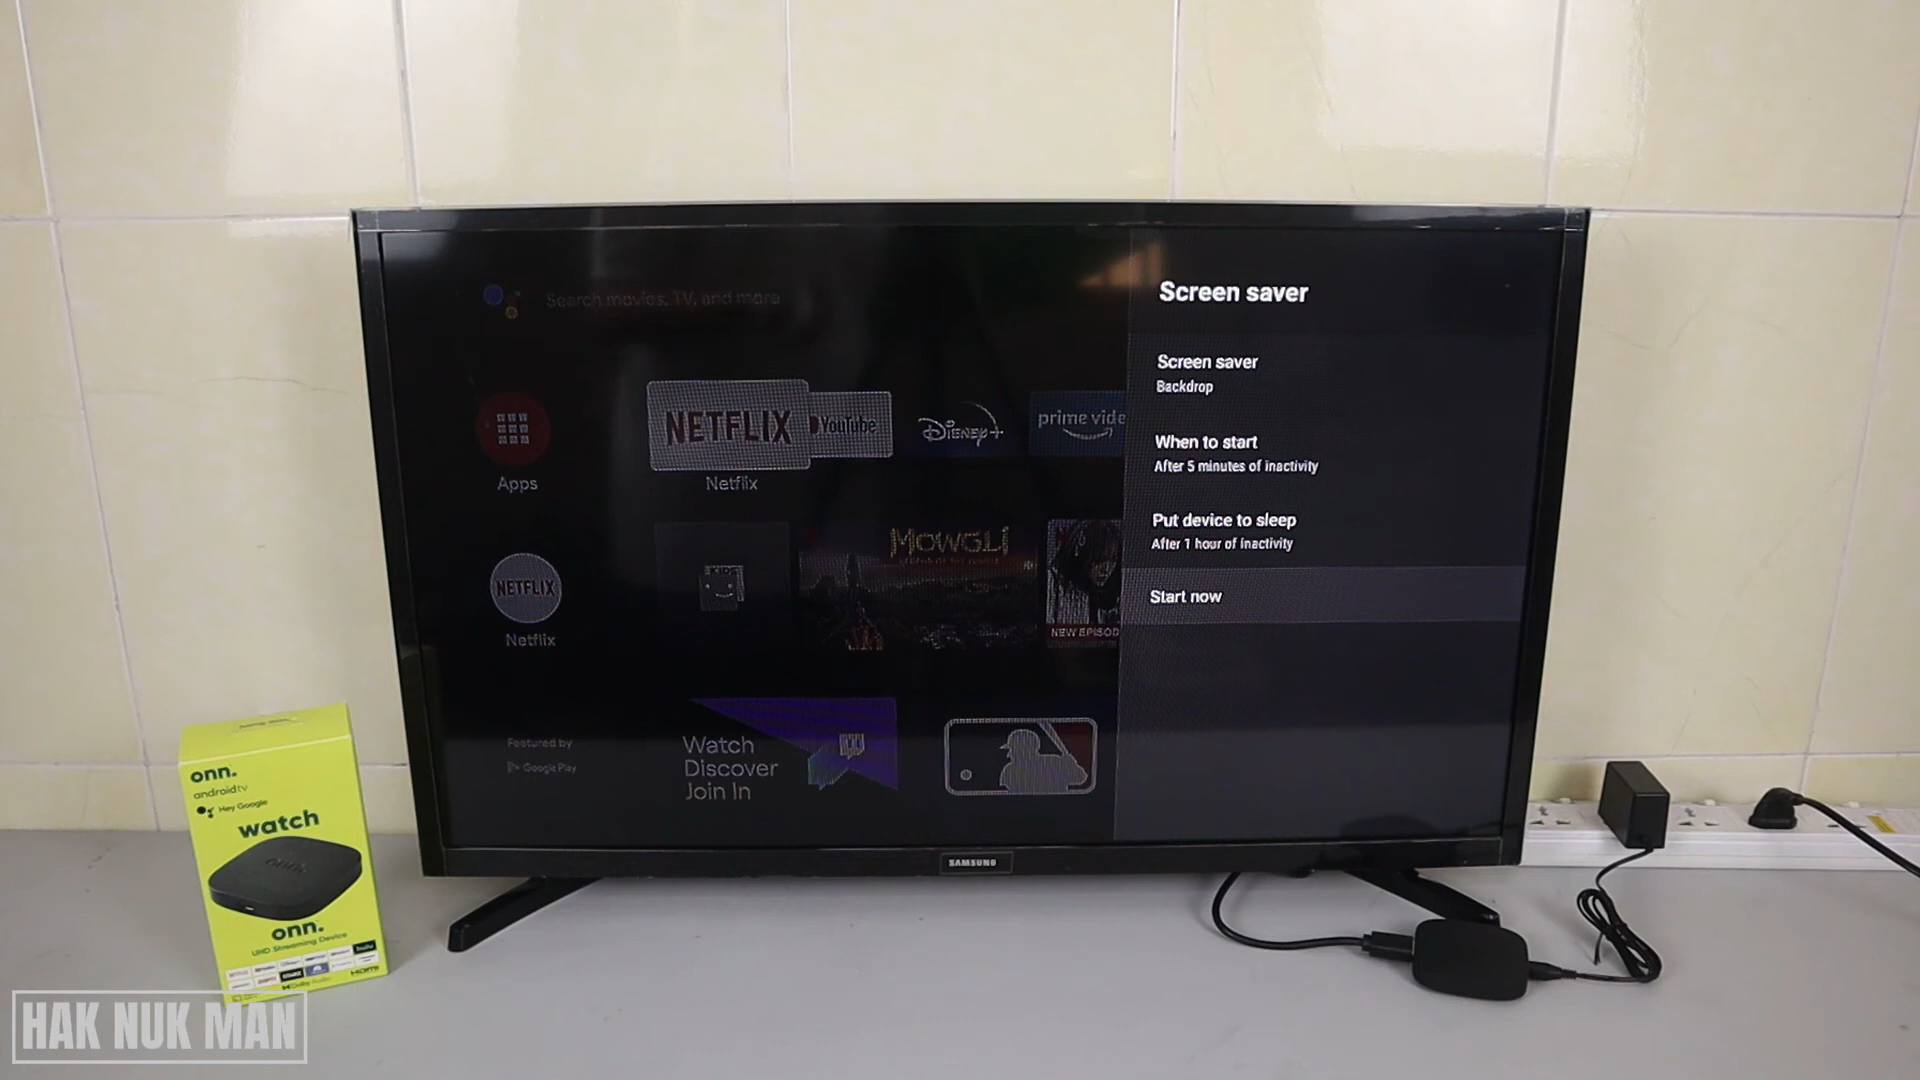 Search movies, TV, and more
Screen saver
Screen saver
Backdrop
When to start
After 5 minutes of inactivity
Put device to sleep
After 1 hour of inactivity
Start now
NETFLIX
YouTube
Disney+
prime vide
Apps
Netflix
MOWGLI
KIDS
NEW EPISOD
NETFLIX
Netflix
Featured by
Google Play
Watch
Discover
Join In
SAMSUNG
onn.
androidtv
Hey Google
watch
onn.
onn.
UHD Streaming Device
HDMI
HAK NUK MAN